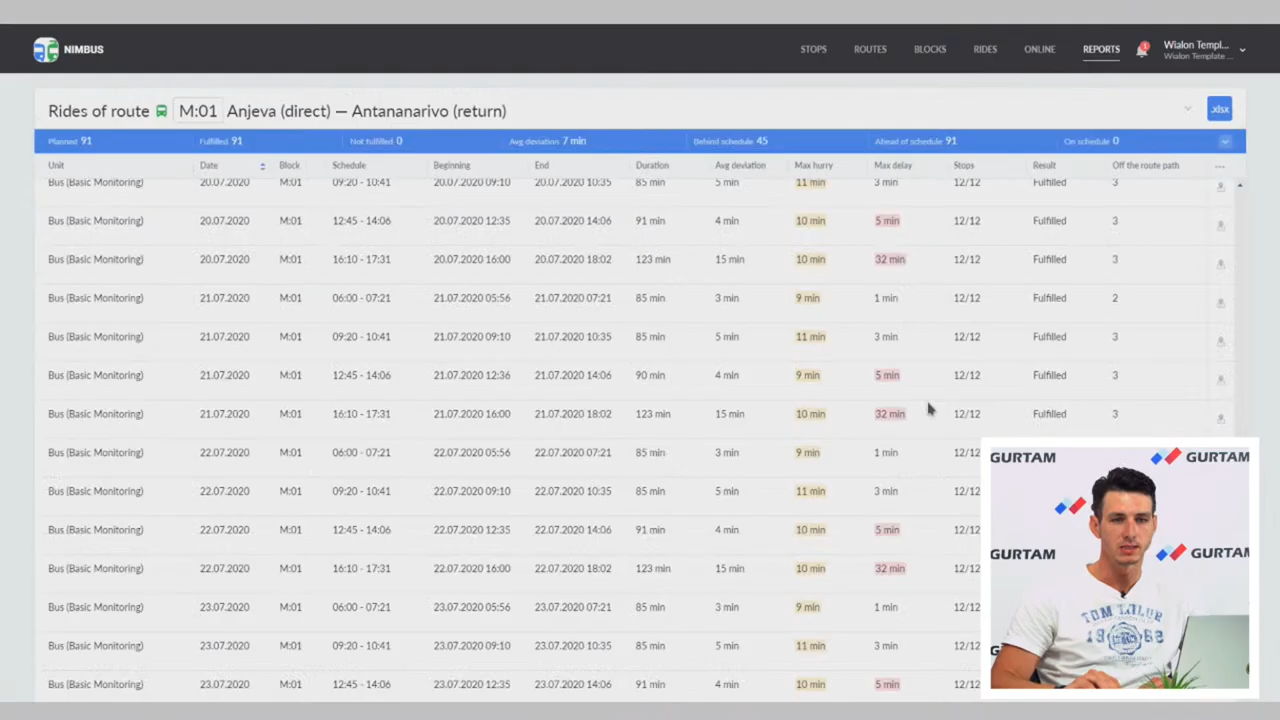 NIMBUS STOPS ROUTES BLOCKS RIDES ONLINE REPORTS 1 Wialon Templ...
Wialon Template ...
Rides of route M:01 Anjeva (direct) — Antananarivo (return) .xlsx
Planned 91 Fulfilled 91 Not fulfilled 0 Avg deviation 7 min Behind schedule 45 Ahead of schedule 91 On schedule 0
Unit Date Block Schedule Beginning End Duration Avg deviation Max hurry Max delay Stops Result Off the route path ...
Bus (Basic Monitoring) 20.07.2020 M:01 09:20 - 10:41 20.07.2020 09:10 20.07.2020 10:35 85 min 5 min 11 min 3 min 12/12 Fulfilled 3
Bus (Basic Monitoring) 20.07.2020 M:01 12:45 - 14:06 20.07.2020 12:35 20.07.2020 14:06 91 min 4 min 10 min 5 min 12/12 Fulfilled 3
Bus (Basic Monitoring) 20.07.2020 M:01 16:10 - 17:31 20.07.2020 16:00 20.07.2020 18:02 123 min 15 min 10 min 32 min 12/12 Fulfilled 3
Bus (Basic Monitoring) 21.07.2020 M:01 06:00 - 07:21 21.07.2020 05:56 21.07.2020 07:21 85 min 3 min 9 min 1 min 12/12 Fulfilled 2
Bus (Basic Monitoring) 21.07.2020 M:01 09:20 - 10:41 21.07.2020 09:10 21.07.2020 10:35 85 min 5 min 11 min 3 min 12/12 Fulfilled 3
Bus (Basic Monitoring) 21.07.2020 M:01 12:45 - 14:06 21.07.2020 12:36 21.07.2020 14:06 90 min 4 min 9 min 5 min 12/12 Fulfilled 3
Bus (Basic Monitoring) 21.07.2020 M:01 16:10 - 17:31 21.07.2020 16:00 21.07.2020 18:02 123 min 15 min 10 min 32 min 12/12 Fulfilled 3
Bus (Basic Monitoring) 22.07.2020 M:01 06:00 - 07:21 22.07.2020 05:56 22.07.2020 07:21 85 min 3 min 9 min 1 min 12/12
Bus (Basic Monitoring) 22.07.2020 M:01 09:20 - 10:41 22.07.2020 09:10 22.07.2020 10:35 85 min 5 min 11 min 3 min 12/12
Bus (Basic Monitoring) 22.07.2020 M:01 12:45 - 14:06 22.07.2020 12:35 22.07.2020 14:06 91 min 4 min 10 min 5 min 12/12
Bus (Basic Monitoring) 22.07.2020 M:01 16:10 - 17:31 22.07.2020 16:00 22.07.2020 18:02 123 min 15 min 10 min 32 min 12/12
Bus (Basic Monitoring) 23.07.2020 M:01 06:00 - 07:21 23.07.2020 05:56 23.07.2020 07:21 85 min 3 min 9 min 1 min 12/12
Bus (Basic Monitoring) 23.07.2020 M:01 09:20 - 10:41 23.07.2020 09:10 23.07.2020 10:35 85 min 5 min 11 min 3 min 12/12
Bus (Basic Monitoring) 23.07.2020 M:01 12:45 - 14:06 23.07.2020 12:35 23.07.2020 14:06 91 min 4 min 10 min 5 min 12/12
GURTAM GURTAM
GURTAM GURTAM
TOM TAILOR